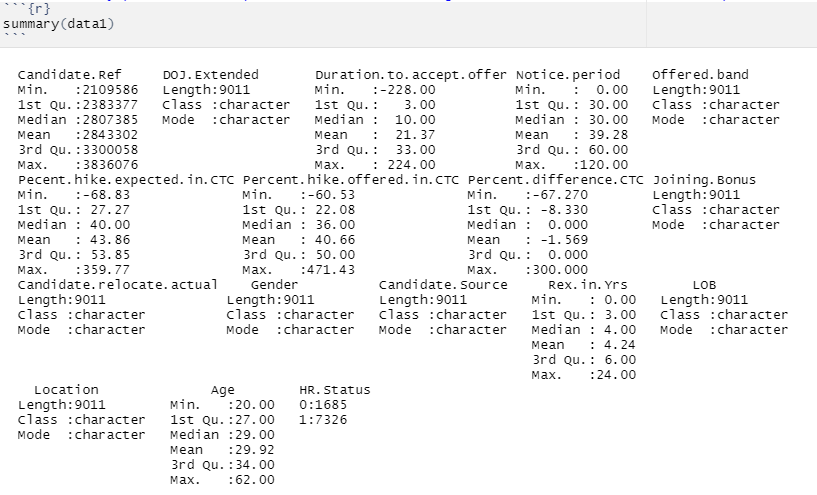 ```{r}
summary(data1)
```
Candidate.Ref DOJ.Extended Duration.to.accept.offer Notice.period Offered.band
Min. :2109586 Length:9011 Min. :-228.00 Min. : 0.00 Length:9011
1st Qu.:2383377 Class :character 1st Qu.: 3.00 1st Qu.: 30.00 Class :character
Median :2807385 Mode :character Median : 10.00 Median : 30.00 Mode :character
Mean :2843302 Mean : 21.37 Mean : 39.28
3rd Qu.:3300058 3rd Qu.: 33.00 3rd Qu.: 60.00
Max. :3836076 Max. : 224.00 Max. :120.00
Pecent.hike.expected.in.CTC Percent.hike.offered.in.CTC Percent.difference.CTC Joining.Bonus
Min. :-68.83 Min. :-60.53 Min. :-67.270 Length:9011
1st Qu.: 27.27 1st Qu.: 22.08 1st Qu.: -8.330 Class :character
Median : 40.00 Median : 36.00 Median : 0.000 Mode :character
Mean : 43.86 Mean : 40.66 Mean : -1.569
3rd Qu.: 53.85 3rd Qu.: 50.00 3rd Qu.: 0.000
Max. :359.77 Max. :471.43 Max. :300.000
Candidate.relocate.actual Gender Candidate.Source Rex.in.Yrs LOB
Length:9011 Length:9011 Length:9011 Min. : 0.00 Length:9011
Class :character Class :character Class :character 1st Qu.: 3.00 Class :character
Mode :character Mode :character Mode :character Median : 4.00 Mode :character
Mean : 4.24
3rd Qu.: 6.00
Max. :24.00
Location Age HR.Status
Length:9011 Min. :20.00 0:1685
Class :character 1st Qu.:27.00 1:7326
Mode :character Median :29.00
Mean :29.92
3rd Qu.:34.00
Max. :62.00